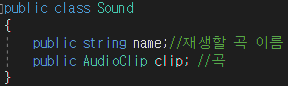 public class Sound
{
public string name;//재생할 곡 이름
public AudioClip clip; //곡
}